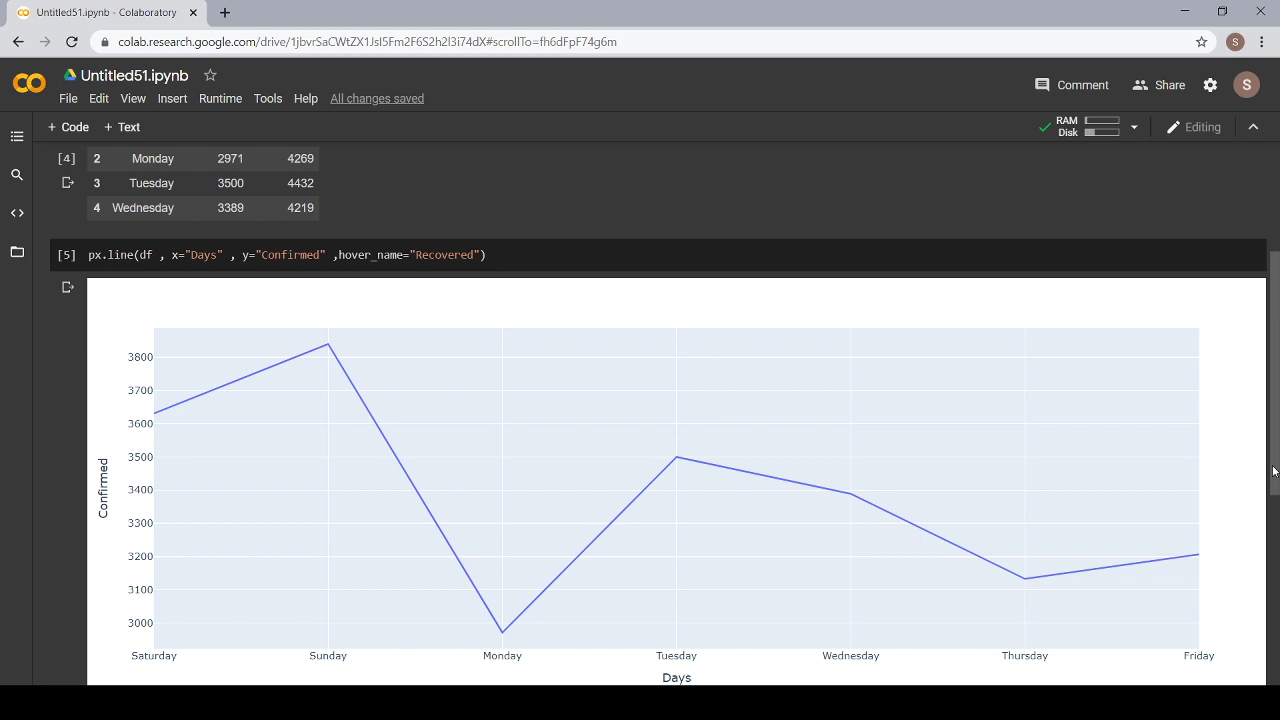 Untitled51.ipynb - Colaboratory
colab.research.google.com/drive/1jbvrSaCWtZX1JsI5Fm2F6S2h2l3i74dX#scrollTo=fh6dFpF74g6m
S
CO
Untitled51.ipynb
Comment
Share
S
File Edit View Insert Runtime Tools Help All changes saved
+ Code + Text
RAM
Disk
Editing
[4] 2 Monday 2971 4269
3 Tuesday 3500 4432
4 Wednesday 3389 4219
[5] px.line(df , x="Days" , y="Confirmed" ,hover_name="Recovered")
3800
3700
3600
3500
3400
3300
3200
3100
3000
Confirmed
Saturday Sunday Monday Tuesday Wednesday Thursday Friday
Days